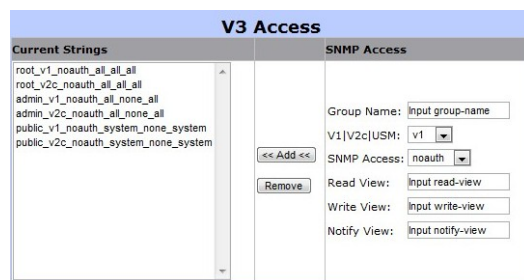 V3 Access
Current Strings
SNMP Access
root_v1_noauth_all_all_all
root_v2c_noauth_all_all_all
admin_v1_noauth_all_none_all
admin_v2c_noauth_all_none_all
public_v1_noauth_system_none_system
public_v2c_noauth_system_none_system
<< Add <<
Remove
Group Name: Input group-name
V1|V2c|USM: v1
SNMP Access: noauth
Read View: Input read-view
Write View: Input write-view
Notify View: Input notify-view